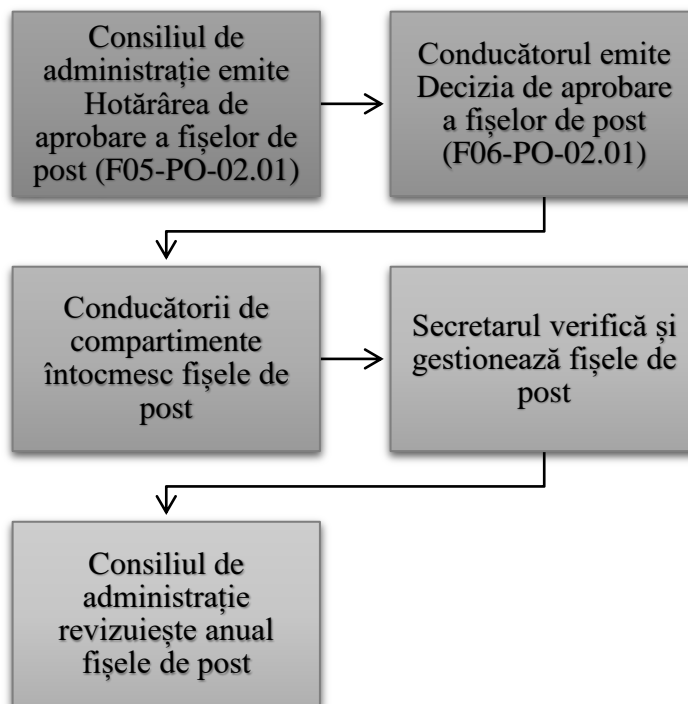 Consiliul de
administrație emite
Hotărârea de
aprobare a fișelor de
post (F05-PO-02.01)
Conducătorul emite
Decizia de aprobare
a fișelor de post
(F06-PO-02.01)
Conducătorii de
compartimente
întocmesc fișele de
post
Secretarul verifică și
gestionează fișele de
post
Consiliul de
administrație
revizuiește anual
fișele de post